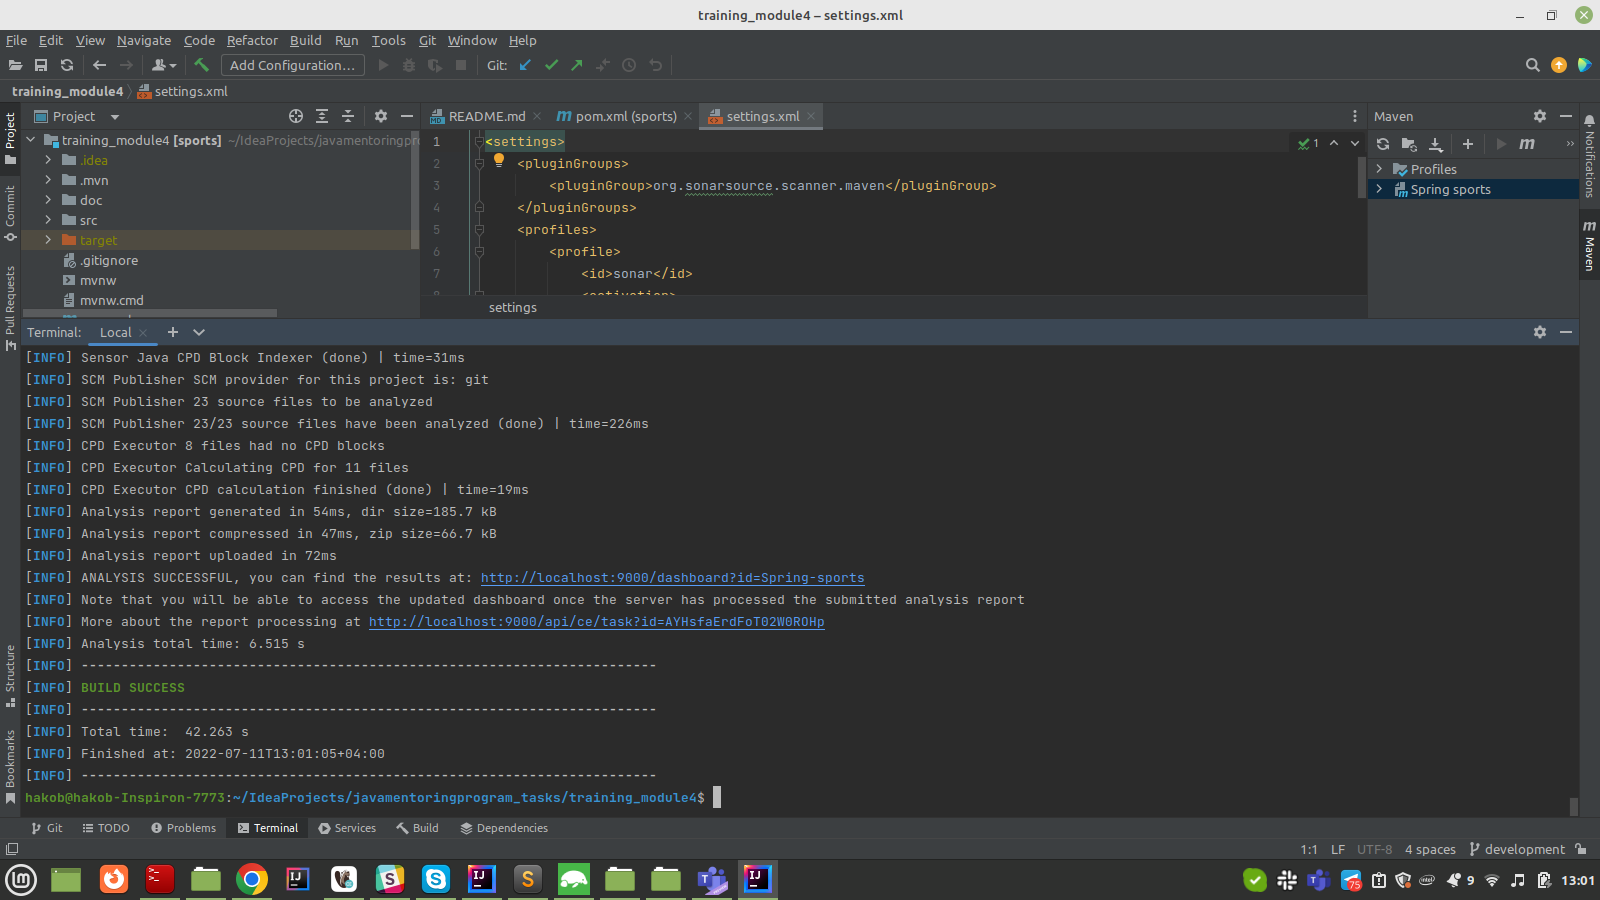 training_module4 – settings.xml
File Edit View Navigate Code Refactor Build Run Tools Git Window Help
Add Configuration... Git:
training_module4 settings.xml
Project
README.md
pom.xml (sports)
settings.xml
Maven
training_module4 [sports] ~/IdeaProjects/javamentoringpr
.idea
.mvn
doc
src
target
.gitignore
mvnw
mvnw.cmd
1 <settings>
2 <pluginGroups>
3 <pluginGroup>org.sonarsource.scanner.maven</pluginGroup>
4 </pluginGroups>
5 <profiles>
6 <profile>
7 <id>sonar</id>
8 <activation>
1
settings
Profiles
Spring sports
Project
Commit
Pull Requests
Structure
Bookmarks
Notifications
Maven
Terminal: Local
[INFO] Sensor Java CPD Block Indexer (done) | time=31ms
[INFO] SCM Publisher SCM provider for this project is: git
[INFO] SCM Publisher 23 source files to be analyzed
[INFO] SCM Publisher 23/23 source files have been analyzed (done) | time=226ms
[INFO] CPD Executor 8 files had no CPD blocks
[INFO] CPD Executor Calculating CPD for 11 files
[INFO] CPD Executor CPD calculation finished (done) | time=19ms
[INFO] Analysis report generated in 54ms, dir size=185.7 kB
[INFO] Analysis report compressed in 47ms, zip size=66.7 kB
[INFO] Analysis report uploaded in 72ms
[INFO] ANALYSIS SUCCESSFUL, you can find the results at: http://localhost:9000/dashboard?id=Spring-sports
[INFO] Note that you will be able to access the updated dashboard once the server has processed the submitted analysis report
[INFO] More about the report processing at http://localhost:9000/api/ce/task?id=AYHsfaErdFoT02W0ROHp
[INFO] Analysis total time: 6.515 s
[INFO] ------------------------------------------------------------------------
[INFO] BUILD SUCCESS
[INFO] ------------------------------------------------------------------------
[INFO] Total time:  42.263 s
[INFO] Finished at: 2022-07-11T13:01:05+04:00
[INFO] ------------------------------------------------------------------------
hakob@hakob-Inspiron-7773:~/IdeaProjects/javamentoringprogram_tasks/training_module4$
Git TODO Problems Terminal Services Build Dependencies
1:1 LF UTF-8 4 spaces development
75 9 13:01